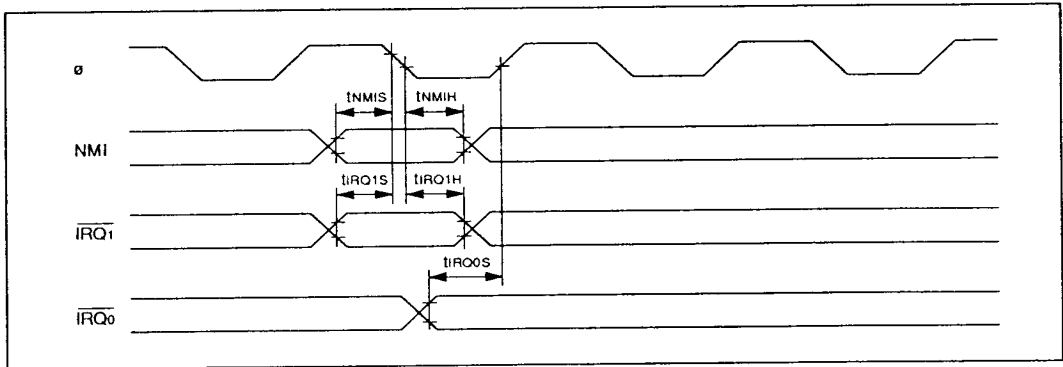 ø
tNMIS tNMIH
NMI
tIRQ1S tIRQ1H
IRQ1
tIRQ0S
IRQ0